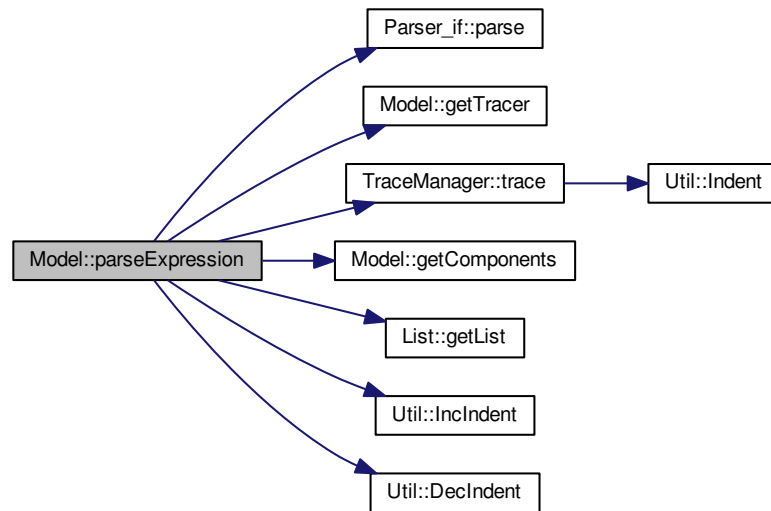 Parser_if::parse
Model::getTracer
TraceManager::trace
Util::Indent
Model::parseExpression
Model::getComponents
List::getList
Util::IncIndent
Util::DecIndent